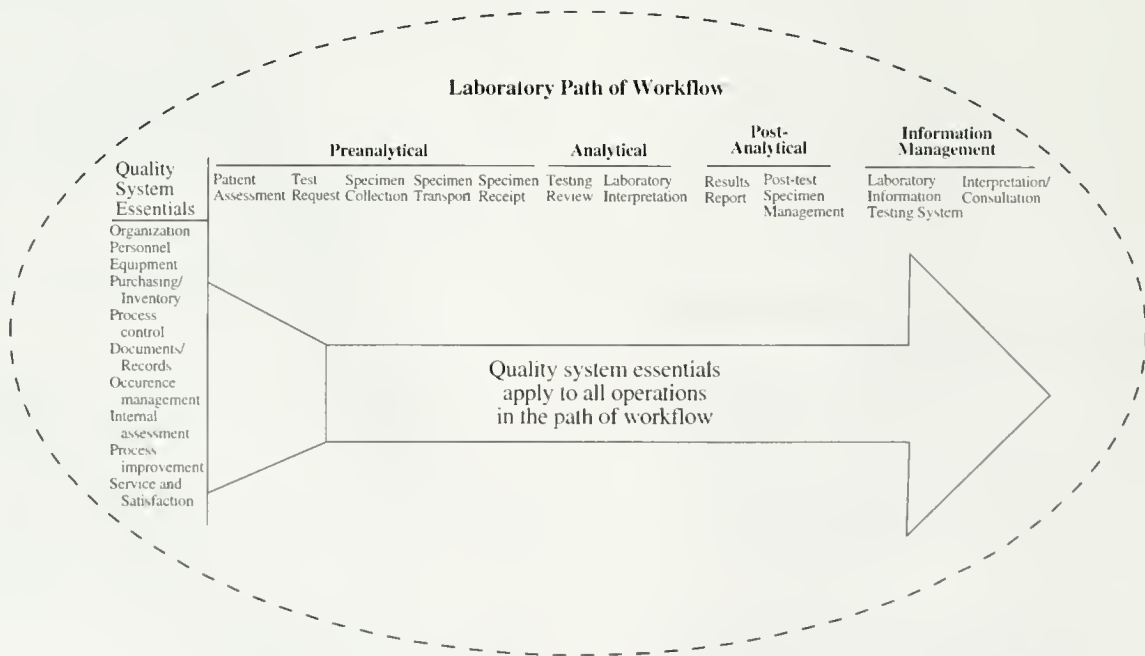 Laboratory Path of Workflow
Quality
System
Essentials
Preanalytical
Patient
Assessment
Test
Request
Specimen
Collection
Specimen
Transport
Specimen
Receipt
Analytical
Testing
Review
Laboratory
Interpretation
Post-
Analytical
Results
Report
Post-test
Specimen
Management
Information
Management
Laboratory
Information
Testing System
Interpretation/
Consultation
Organization
Personnel
Equipment
Purchasing/
Inventory
Process
control
Documents/
Records
Occurence
management
Internal
assessment
Process
improvement
Service and
Satisfaction
Quality system essentials
apply to all operations
in the path of workflow